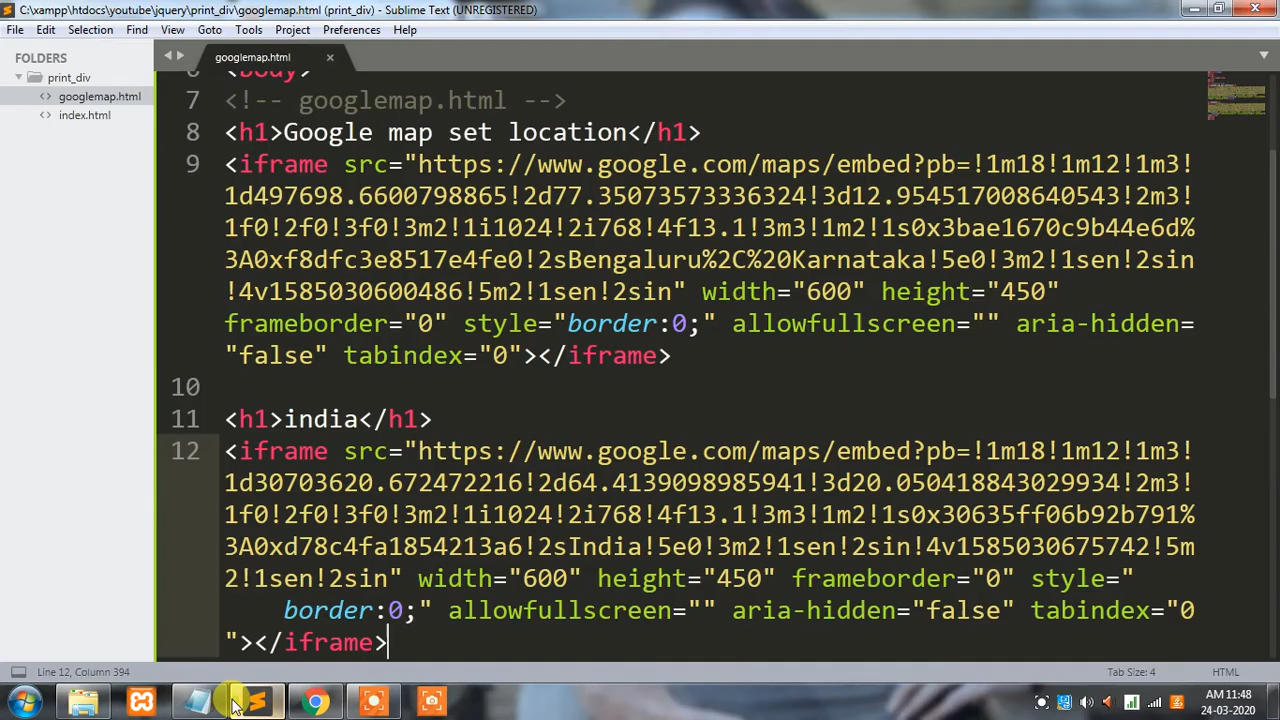 C:\xampp\htdocs\youtube\jquery\print_div\googlemap.html (print_div) - Sublime Text (UNREGISTERED)
File Edit Selection Find View Goto Tools Project Preferences Help
FOLDERS
print_div
googlemap.html
index.html
googlemap.html
6 <body>
7 <!-- googlemap.html -->
8 <h1>Google map set location</h1>
9 <iframe src="https://www.google.com/maps/embed?pb=!1m18!1m12!1m3!
1d497698.6600798865!2d77.35073573336324!3d12.954517008640543!2m3!
1f0!2f0!3f0!3m2!1i1024!2i768!4f13.1!3m3!1m2!1s0x3bae1670c9b44e6d%
3A0xf8dfc3e8517e4fe0!2sBengaluru%2C%20Karnataka!5e0!3m2!1sen!2sin
!4v1585030600486!5m2!1sen!2sin" width="600" height="450"
frameborder="0" style="border:0;" allowfullscreen="" aria-hidden=
"false" tabindex="0"></iframe>
10
11 <h1>india</h1>
12 <iframe src="https://www.google.com/maps/embed?pb=!1m18!1m12!1m3!
1d30703620.672472216!2d64.4139098985941!3d20.050418843029934!2m3!
1f0!2f0!3f0!3m2!1i1024!2i768!4f13.1!3m3!1m2!1s0x30635ff06b92b791%
3A0xd78c4fa1854213a6!2sIndia!5e0!3m2!1sen!2sin!4v1585030675742!5m
2!1sen!2sin" width="600" height="450" frameborder="0" style="
border:0;" allowfullscreen="" aria-hidden="false" tabindex="0
"></iframe>
Line 12, Column 394
Tab Size: 4
HTML
AM 11:48
24-03-2020